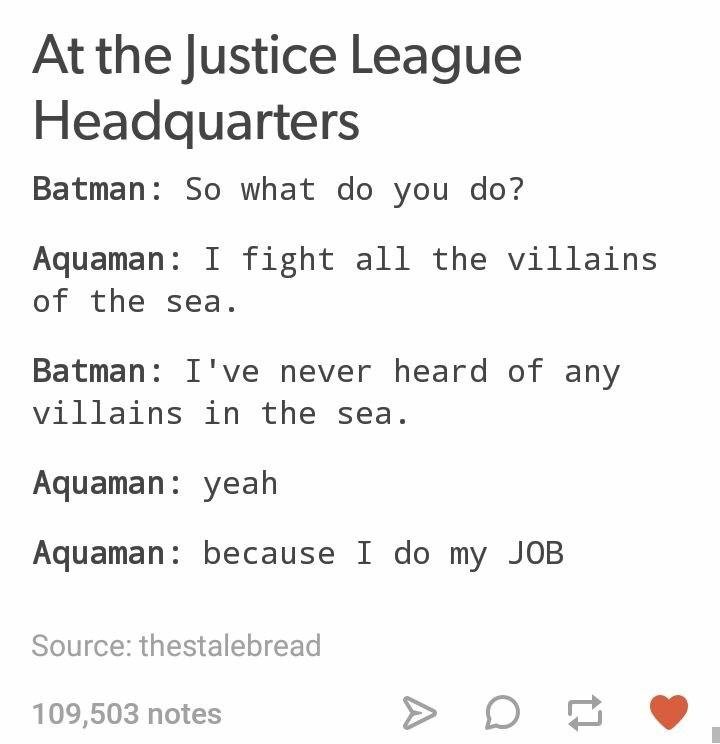 At the Justice League
Headquarters
Batman: So what do you do?
Aquaman: I fight all the villains
of the sea.
Batman: I've never heard of any
villains in the sea.
Aquaman: yeah
Aquaman: because I do my JOB
Source: thestalebread
109,503 notes